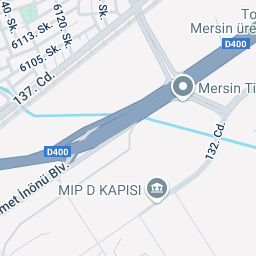 40. Sk.
6113. Sk.
6120. Sk.
6105. Sk.
137. Cd.
To
Mersin üre
D400
Mersin Ti
132. Cd.
D400
met İnönü Blv.
MIP D KAPISI